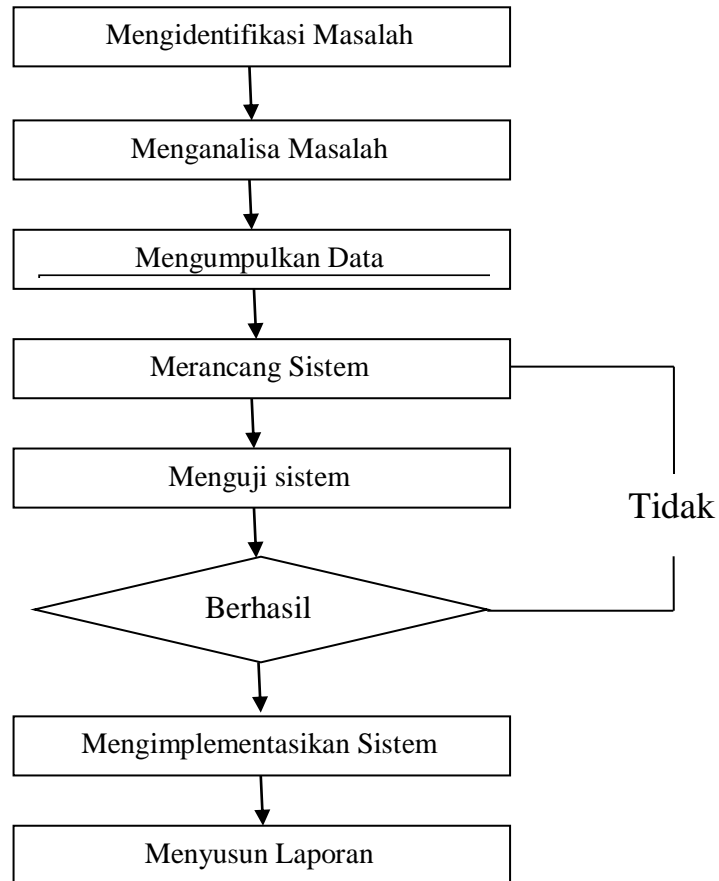 Mengidentifikasi Masalah
Menganalisa Masalah
Mengumpulkan Data
Merancang Sistem
Menguji sistem
Tidak
Berhasil
Mengimplementasikan Sistem
Menyusun Laporan